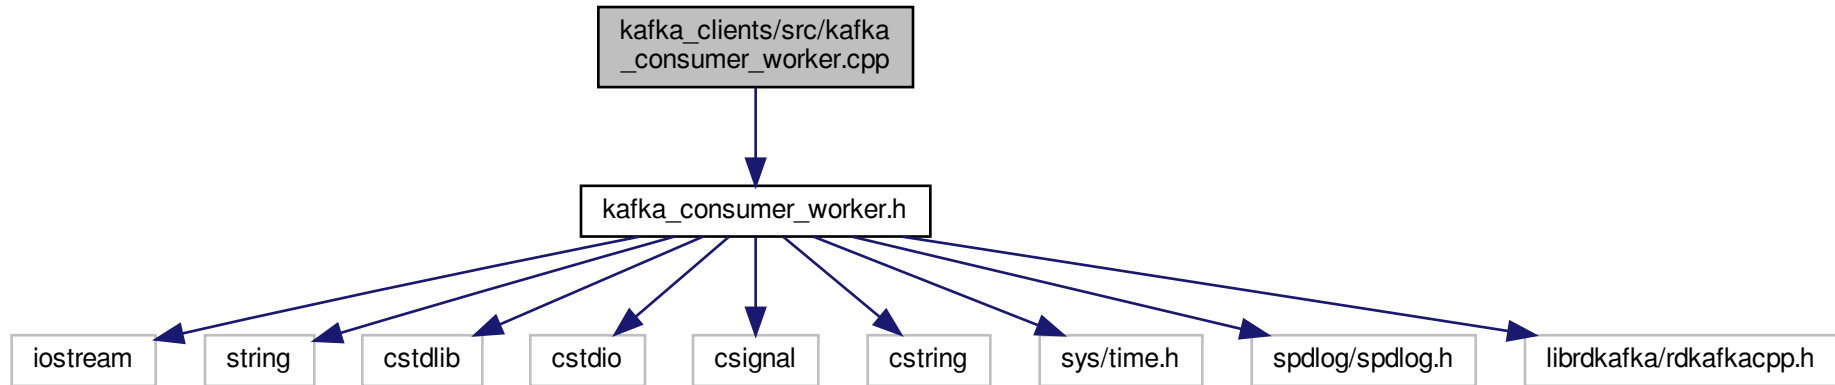 kafka_clients/src/kafka
_consumer_worker.cpp
kafka_consumer_worker.h
iostream
string
cstdlib
cstdio
csignal
cstring
sys/time.h
spdlog/spdlog.h
librdkafka/rdkafkacpp.h